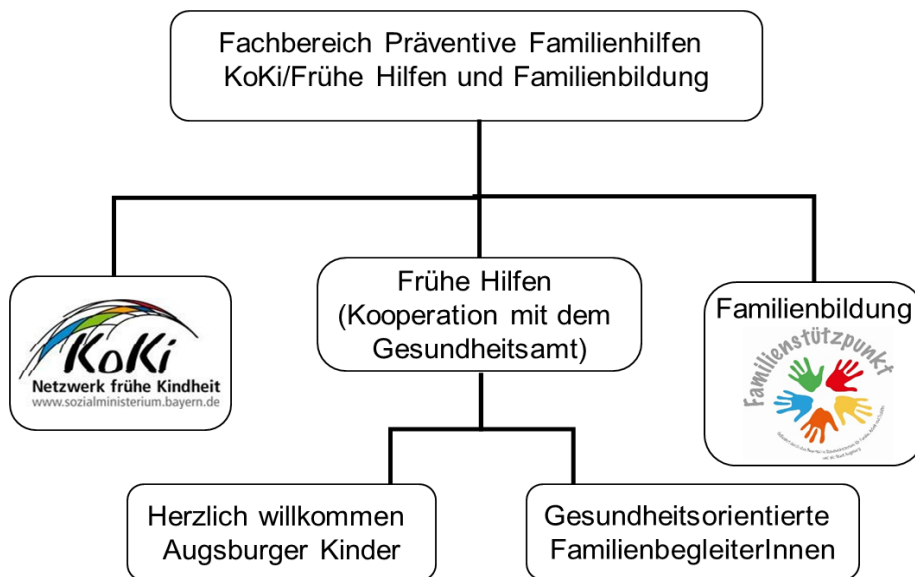 Fachbereich Präventive Familienhilfen
KoKi/Frühe Hilfen und Familienbildung
KoKi
Netzwerk frühe Kindheit
www.sozialministerium.bayern.de
Frühe Hilfen
(Kooperation mit dem
Gesundheitsamt)
Familienbildung
Familienstützpunkt
Herzlich willkommen
Augsburger Kinder
Gesundheitsorientierte
FamilienbegleiterInnen